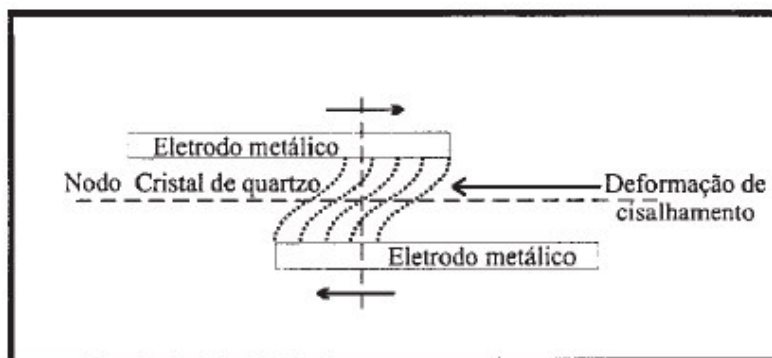 Eletrodo metálico
Nodo Cristal de quartzo
Deformação de
cisalhamento
Eletrodo metálico